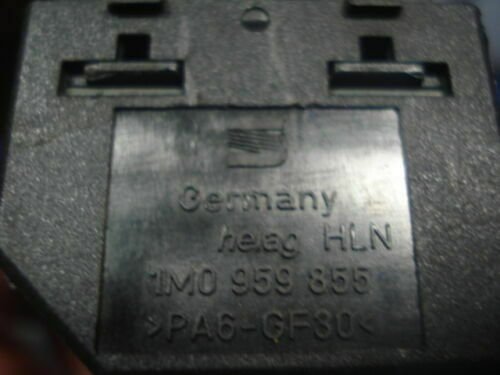 Germany
helag HLN
1M0 959 855
>PA6-GF30<